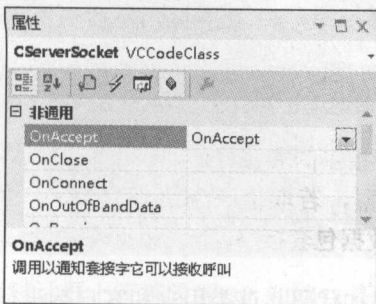 属性
CServerSocket VCCodeClass
非通用
OnAccept OnAccept
OnClose
OnConnect
OnOutOfBandData
OnAccept
调用以通知套接字它可以接收呼叫